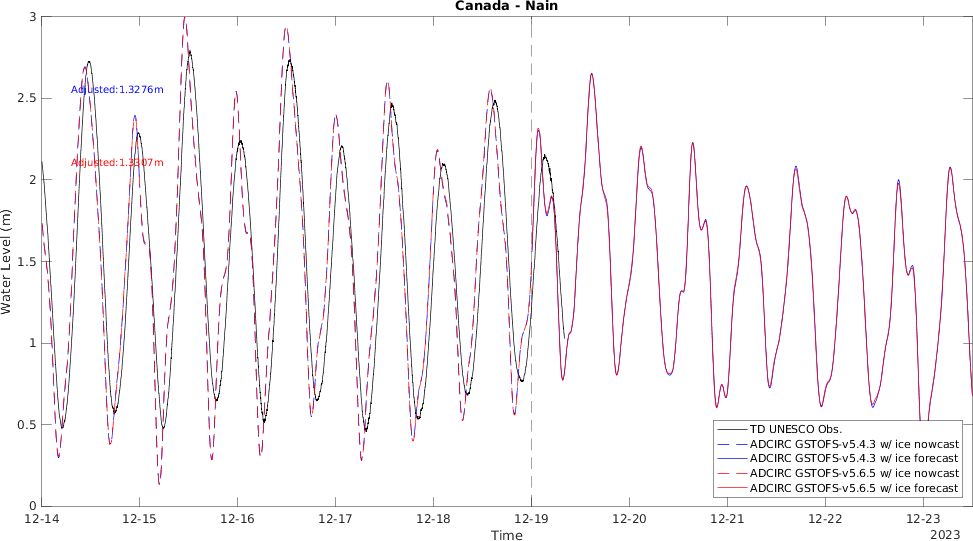 Canada - Nain
3
2.5
2
1.5
1
0.5
0
Water Level (m)
Adjusted:1.3276m
Adjusted:1.3307m
TD UNESCO Obs.
ADCIRC GSTOFS-v5.4.3 w/ ice nowcast
ADCIRC GSTOFS-v5.4.3 w/ ice forecast
ADCIRC GSTOFS-v5.6.5 w/ ice nowcast
ADCIRC GSTOFS-v5.6.5 w/ ice forecast
12-14 12-15 12-16 12-17 12-18 12-19 12-20 12-21 12-22 12-23
Time
2023